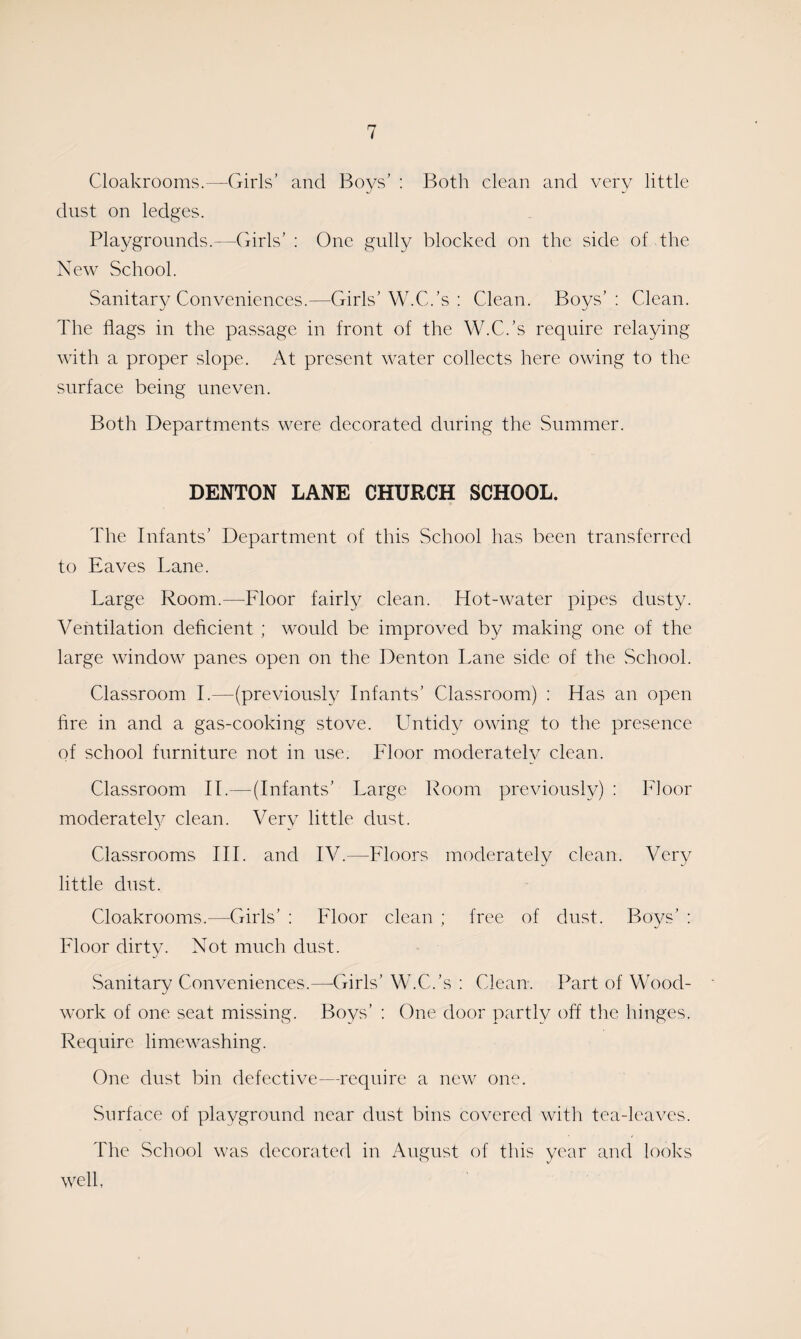 7
Cloakrooms.—Girls’ and Boys’ : Both clean and very little
dust on ledges.
Playgrounds.—Girls’ : One gully blocked on the side of the
New School.
Sanitary Conveniences.—Girls’ W.C.’s : Clean. Boys’ : Clean.
The flags in the passage in front of the W.C.’s require relaying
with a proper slope. At present water collects here owing to the
surface being uneven.
Both Departments were decorated during the Summer.
DENTON LANE CHURCH SCHOOL.
The Infants’ Department of this School has been transferred
to Eaves Lane.
Large Room.—Floor fairly clean. Hot-water pipes dusty.
Ventilation deficient ; would be improved by making one of the
large window panes open on the Denton Lane side of the School.
Classroom I.—(previously Infants’ Classroom) : Has an open
fire in and a gas-cooking stove. Untidy owing to the presence
of school furniture not in use. Floor moderately clean.
Classroom II.—(Infants’ Large Room previously) : Floor
moderately clean. Very little dust.
Classrooms III. and IV.—Floors moderately clean. Very
little dust.
Cloakrooms.—Girls’ : Floor clean ; free of dust. Boys’ :
Floor dirty. Not much dust.
Sanitary Conveniences.—Girls’ W.C.’s : Clean. Part of Wood-
work of one seat missing. Boys’ : One door partly off the hinges.
Require limewashing.
One dust bin defective—require a new one.
Surface of playground near dust bins covered with tea-leaves.
The School was decorated in August of this year and looks
well,